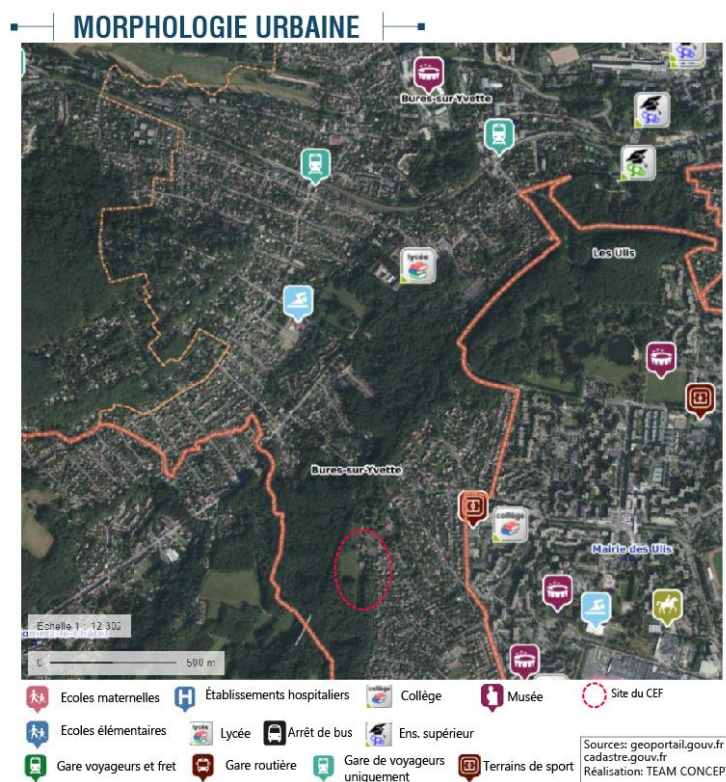 MORPHOLOGIE URBAINE
Bures-sur-Yvette
Les Ulis
lycée
Bures-sur-Yvette
collège
Mairie des Ulis
Echelle 1 : 12 302
0 500 m
Ecoles maternelles
Établissements hospitaliers
collège
Collège
Musée
Site du CEF
Ecoles élémentaires
lycée
Lycée
Arrêt de bus
Ens. supérieur
Gare voyageurs et fret
Gare routière
Gare de voyageurs
uniquement
Terrains de sport
Sources: geoportail.gouv.fr
cadastre.gouv.fr
Réalisation: TEAM CONCEP